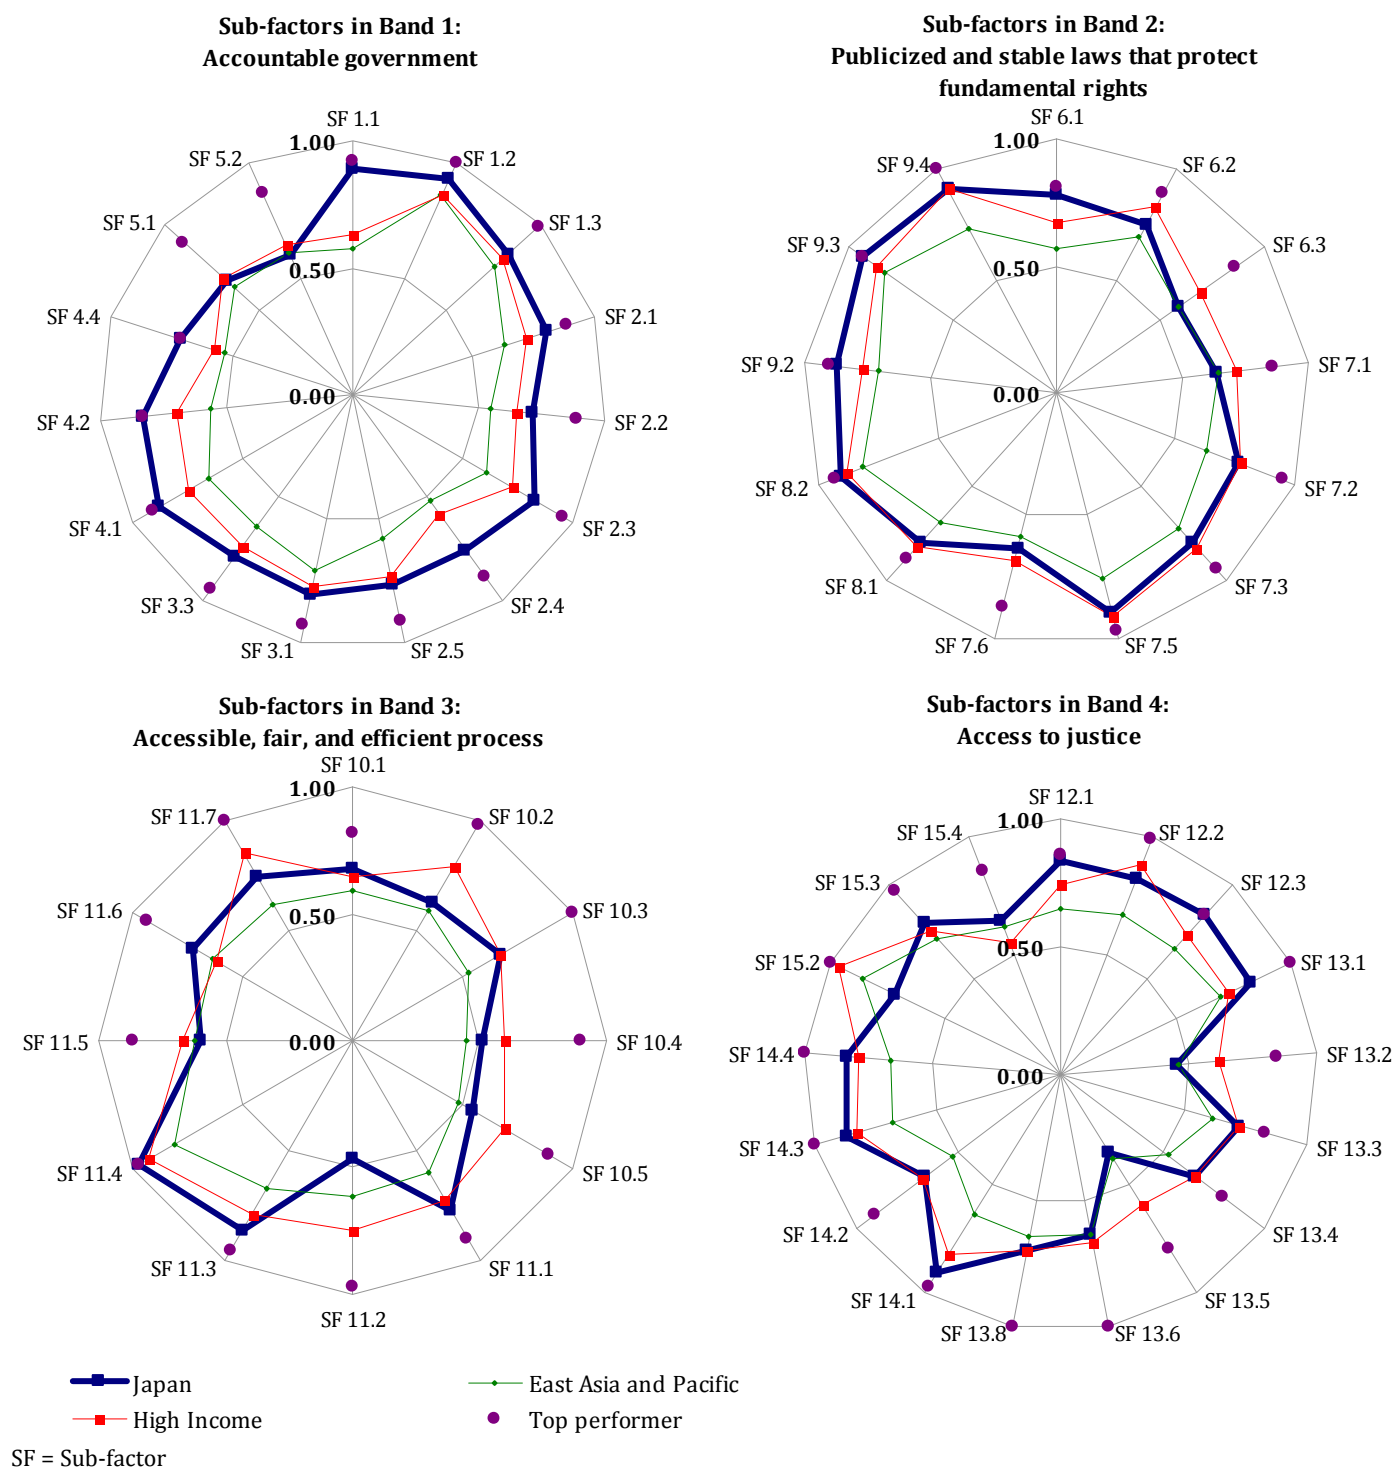 Sub-factors in Band 1:
Accountable government
SF 1.1
1.00
SF 1.2
SF 5.2
SF 1.3
SF 5.1
0.50
SF 4.4
SF 2.1
0.00
SF 4.2
SF 2.2
SF 4.1
SF 2.3
SF 3.3
SF 2.4
SF 3.1
SF 2.5
Sub-factors in Band 2:
Publicized and stable laws that protect
fundamental rights
SF 6.1
1.00
SF 9.4
SF 6.2
SF 9.3
SF 6.3
0.50
SF 9.2
SF 7.1
0.00
SF 8.2
SF 7.2
SF 8.1
SF 7.3
SF 7.6
SF 7.5
Sub-factors in Band 3:
Accessible, fair, and efficient process
SF 10.1
1.00
SF 11.7
SF 10.2
SF 11.6
SF 10.3
0.50
SF 11.5
0.00
SF 10.4
SF 11.4
SF 10.5
SF 11.3
SF 11.1
SF 11.2
Sub-factors in Band 4:
Access to justice
SF 12.1
1.00
SF 15.4
SF 12.2
SF 15.3
SF 12.3
0.50
SF 15.2
SF 13.1
SF 14.4
SF 13.2
0.00
SF 14.3
SF 13.3
SF 14.2
SF 13.4
SF 14.1
SF 13.5
SF 13.8
SF 13.6
Japan
East Asia and Pacific
High Income
Top performer
SF = Sub-factor